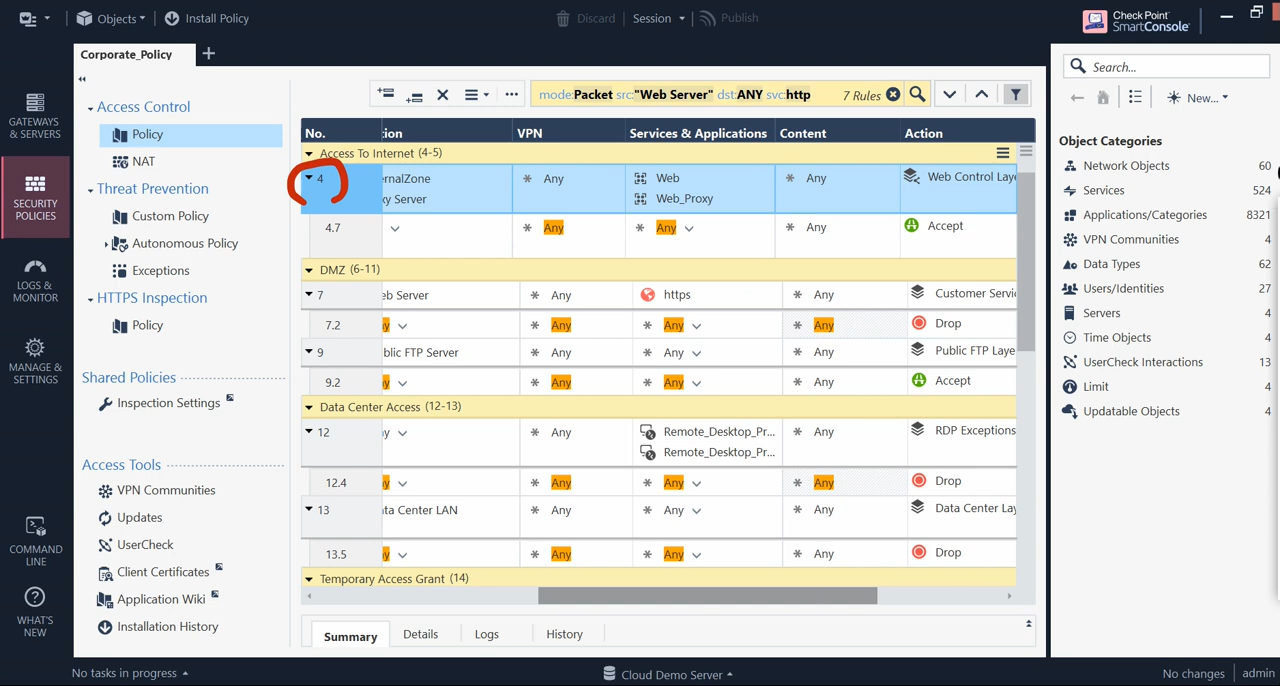 Objects
Install Policy
Discard
Session
Publish
Check Point
SmartConsole
Corporate_Policy
GATEWAYS
& SERVERS
SECURITY
POLICIES
LOGS &
MONITOR
MANAGE &
SETTINGS
COMMAND
LINE
WHAT'S
NEW
Access Control
Policy
NAT
Threat Prevention
Custom Policy
Autonomous Policy
Exceptions
HTTPS Inspection
Policy
Shared Policies
Inspection Settings
Access Tools
VPN Communities
Updates
UserCheck
Client Certificates
Application Wiki
Installation History
mode:Packet src:"Web Server" dst:ANY svc:http 7 Rules
No. tion VPN Services & Applications Content Action
Access To Internet (4-5)
4 ernalZone * Any Web * Any Web Control Laye
xy Server Web_Proxy
4.7 * Any * Any * Any Accept
DMZ (6-11)
7 eb Server * Any https * Any Customer Servic
7.2 y * Any * Any * Any Drop
9 ublic FTP Server * Any * Any * Any Public FTP Laye
9.2 y * Any * Any * Any Accept
Data Center Access (12-13)
12 y * Any Remote_Desktop_Pr... * Any RDP Exceptions
Remote_Desktop_Pr...
12.4 y * Any * Any * Any Drop
13 ata Center LAN * Any * Any * Any Data Center Lay
13.5 y * Any * Any * Any Drop
Temporary Access Grant (14)
Summary Details Logs History
Search...
New...
Object Categories
Network Objects 60
Services 524
Applications/Categories 8321
VPN Communities 4
Data Types 62
Users/Identities 27
Servers 4
Time Objects 4
UserCheck Interactions 13
Limit 4
Updatable Objects 4
No tasks in progress
Cloud Demo Server
No changes
admin